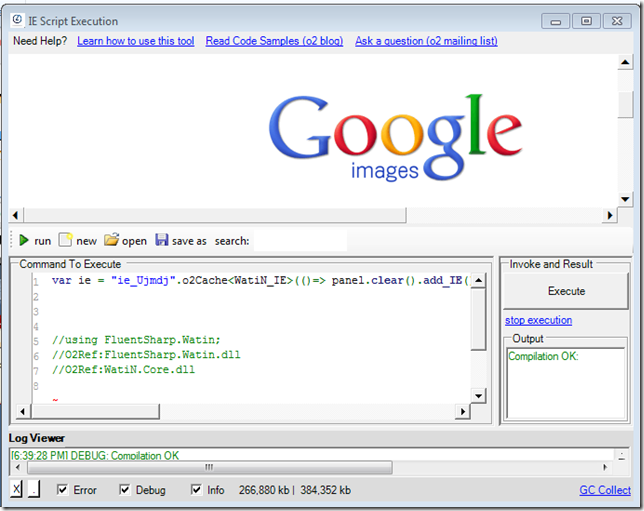 IE Script Execution
Need Help? Learn how to use this tool Read Code Samples (o2 blog) Ask a question (o2 mailing list)
Google
images
run new open save as search:
Command To Execute
1 var ie = "ie_Ujmdj".o2Cache<WatiN_IE>(()=> panel.clear().add_IE(
2
3
4
5 //using FluentSharp.Watin;
6 //O2Ref:FluentSharp.Watin.dll
7 //O2Ref:WatiN.Core.dll
8
~
Invoke and Result
Execute
stop execution
Output
Compilation OK:
Log Viewer
[6:39:28 PM] DEBUG: Compilation OK
X . Error Debug Info 266,880 kb | 384,352 kb GC Collect